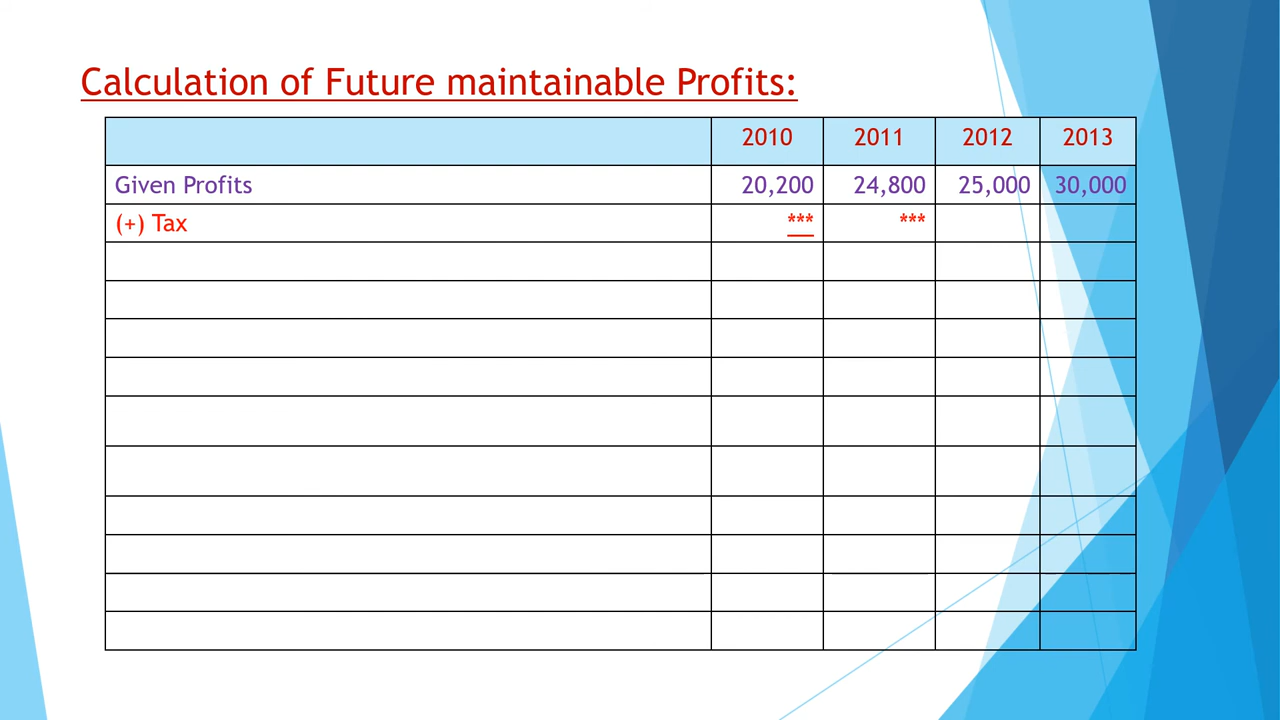 Calculation of Future maintainable Profits:
2010 2011 2012 2013
Given Profits 20,200 24,800 25,000 30,000
(+) Tax *** ***